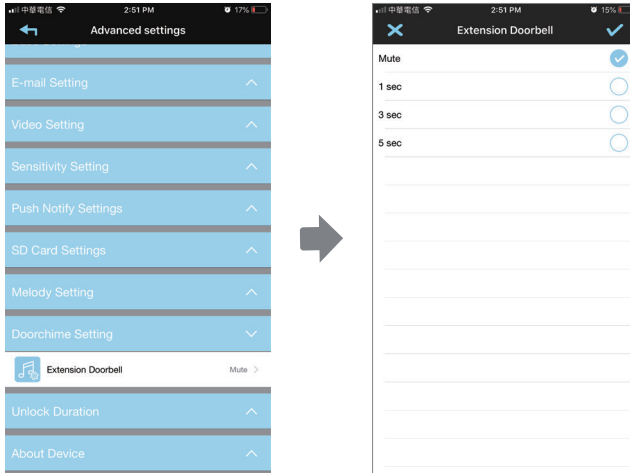 中華電信 2:51 PM 17%
Advanced settings
E-mail Setting
Video Setting
Sensitivity Setting
Push Notify Settings
SD Card Settings
Melody Setting
Doorchime Setting
Extension Doorbell Mute
Unlock Duration
About Device
中華電信 2:51 PM 15%
Extension Doorbell
Mute
1 sec
3 sec
5 sec